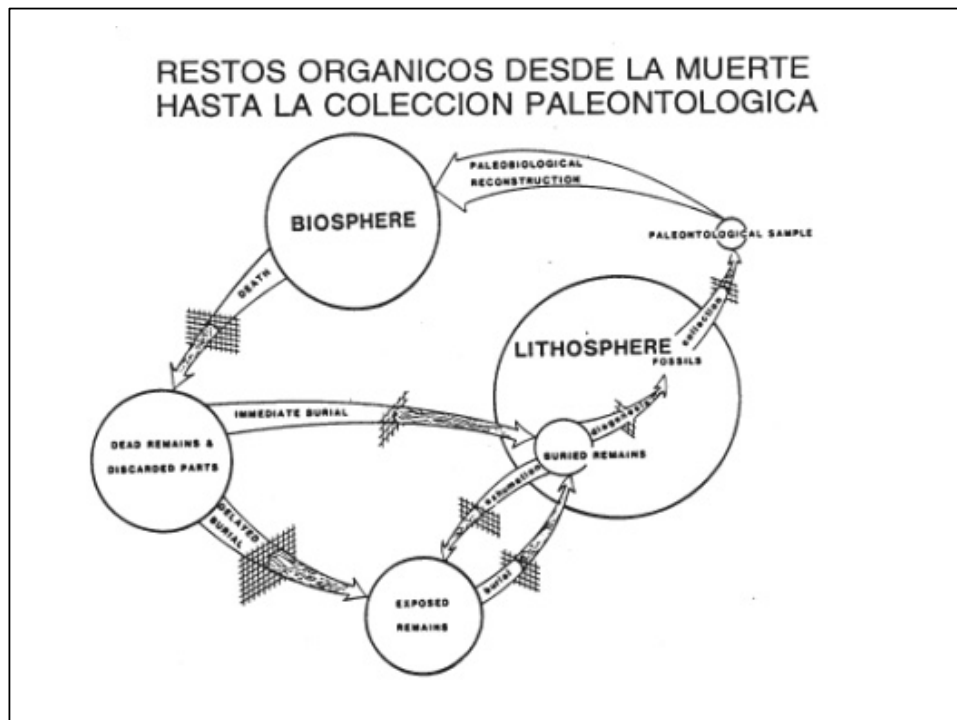 RESTOS ORGANICOS DESDE LA MUERTE
HASTA LA COLECCION PALEONTOLOGICA
PALEOBIOLOGICAL
RECONSTRUCTION
BIOSPHERE
PALEONTOLOGICAL SAMPLE
DEATH
collection
LITHOSPHERE
FOSSILS
IMMEDIATE BURIAL
diagenesis
DEAD REMAINS &
DISCARDED PARTS
BURIED REMAINS
exhumation
DELAYED
BURIAL
burial
EXPOSED
REMAINS